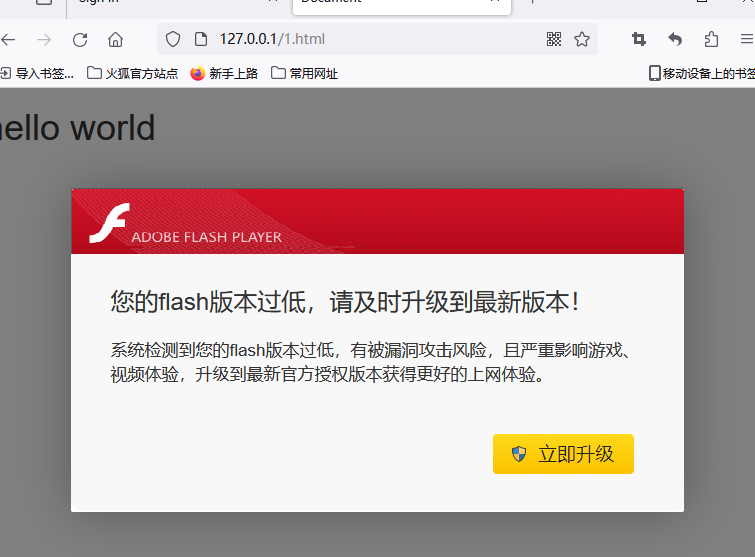 127.0.0.1/1.html
导入书签...
火狐官方站点
新手上路
常用网址
移动设备上的书签
hello world
ADOBE FLASH PLAYER
您的flash版本过低，请及时升级到最新版本！
系统检测到您的flash版本过低，有被漏洞攻击风险，且严重影响游戏、
视频体验，升级到最新官方授权版本获得更好的上网体验。
立即升级